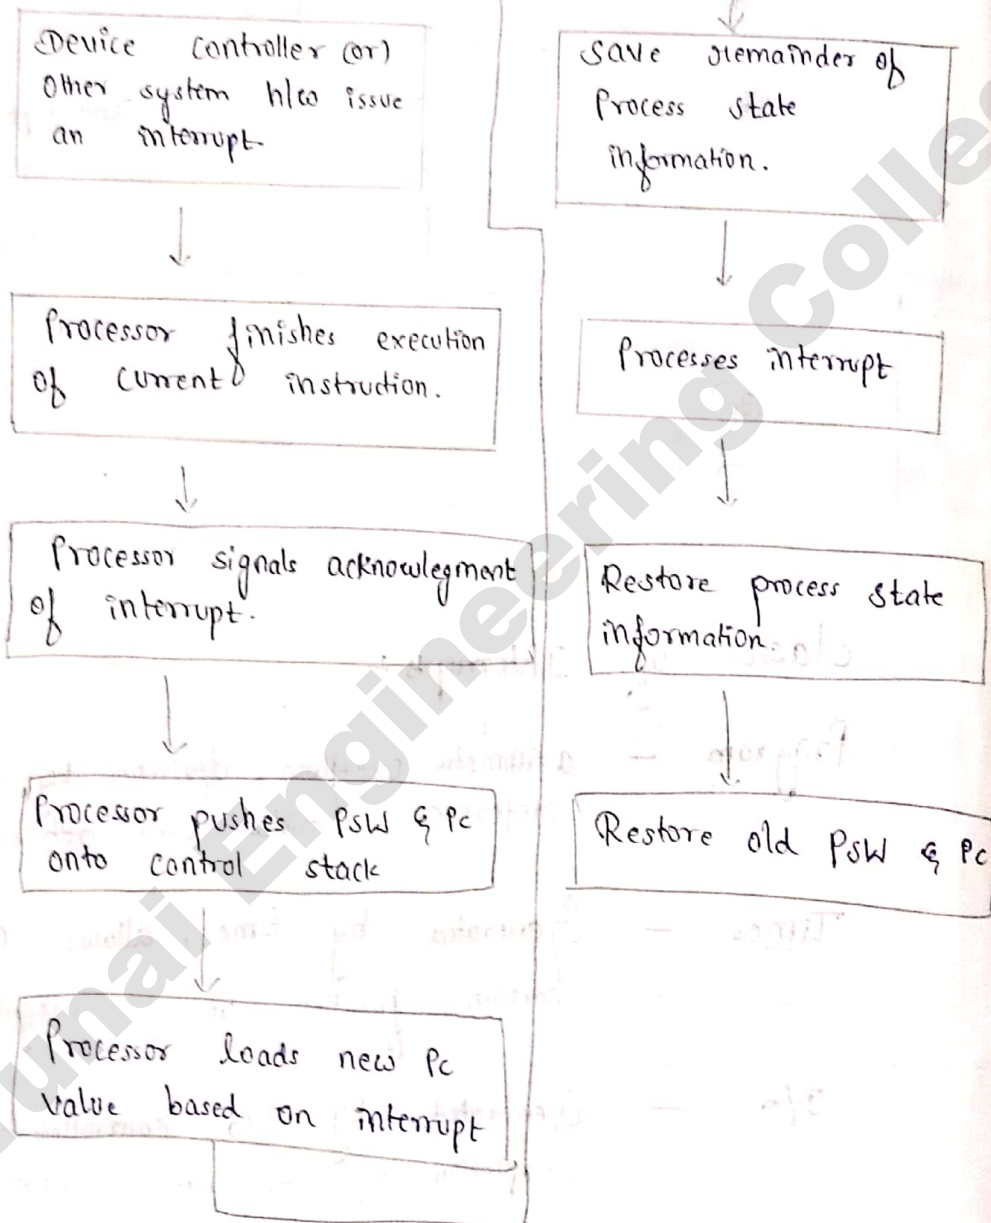 Device controller (or)
Other system h/w issue
an interrupt.
Processor finishes execution
of current instruction.
Processor signals acknowlegment
of interrupt.
Processor pushes PSW & PC
onto control stack
Processor loads new PC
value based on interrupt
Save remainder of
Process state
information.
Processes interrupt
Restore process state
information.
Restore old PSW & PC
Engineering